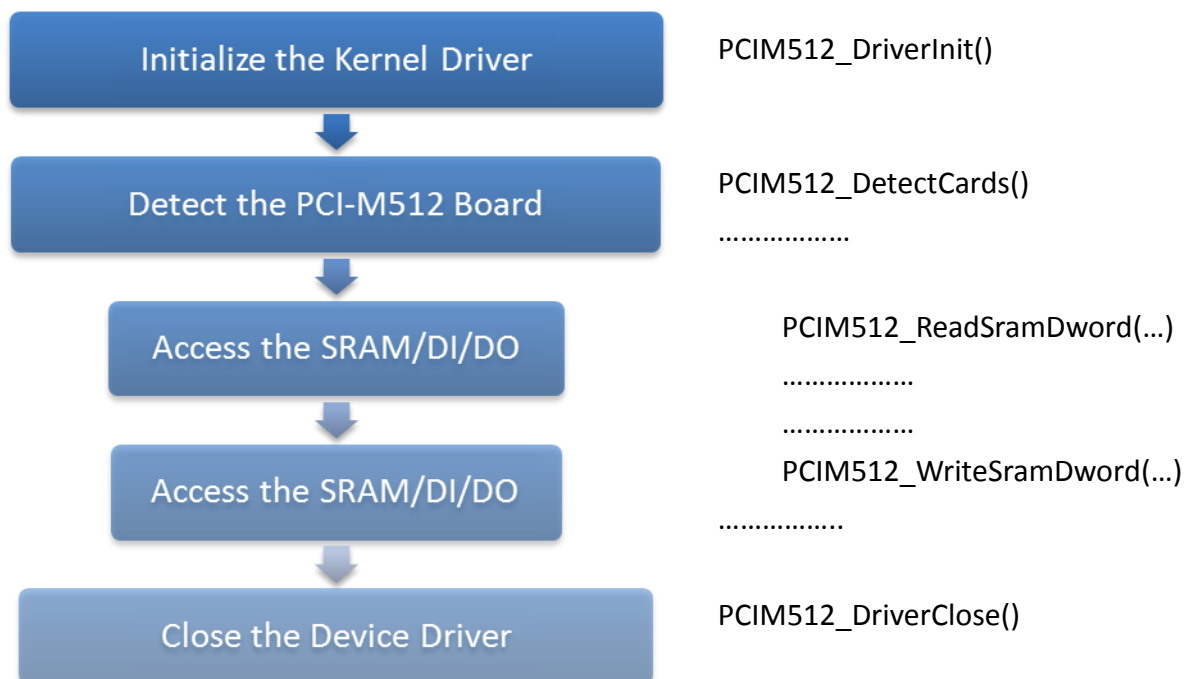 Initialize the Kernel Driver
PCIM512_DriverInit()
Detect the PCI-M512 Board
PCIM512_DetectCards()
………………
Access the SRAM/DI/DO
PCIM512_ReadSramDword(…)
………………
………………
Access the SRAM/DI/DO
PCIM512_WriteSramDword(…)
……………..
Close the Device Driver
PCIM512_DriverClose()